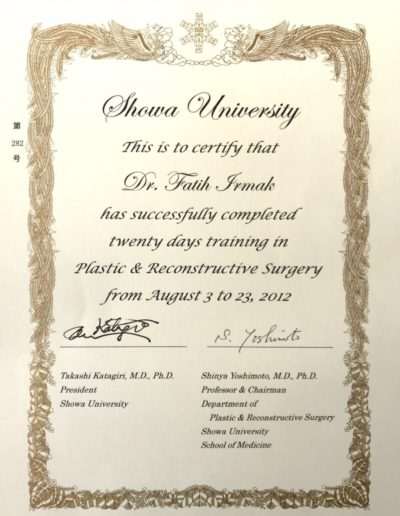 第
282
号
Showa University
This is to certify that
Dr. Fatih Irmak
has successfully completed
twenty days training in
Plastic & Reconstructive Surgery
from August 3 to 23, 2012
S. Yoshimoto
Takashi Katagiri, M.D., Ph.D.
President
Showa University
Shinya Yoshimoto, M.D., Ph.D.
Professor & Chairman
Department of
Plastic & Reconstructive Surgery
Showa University
School of Medicine